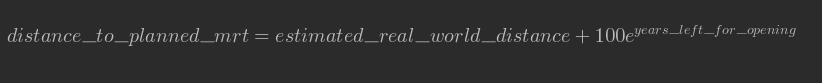 distance_to_planned_mrt = estimated_real_world_distance + 100e^{years_left_for_opening}